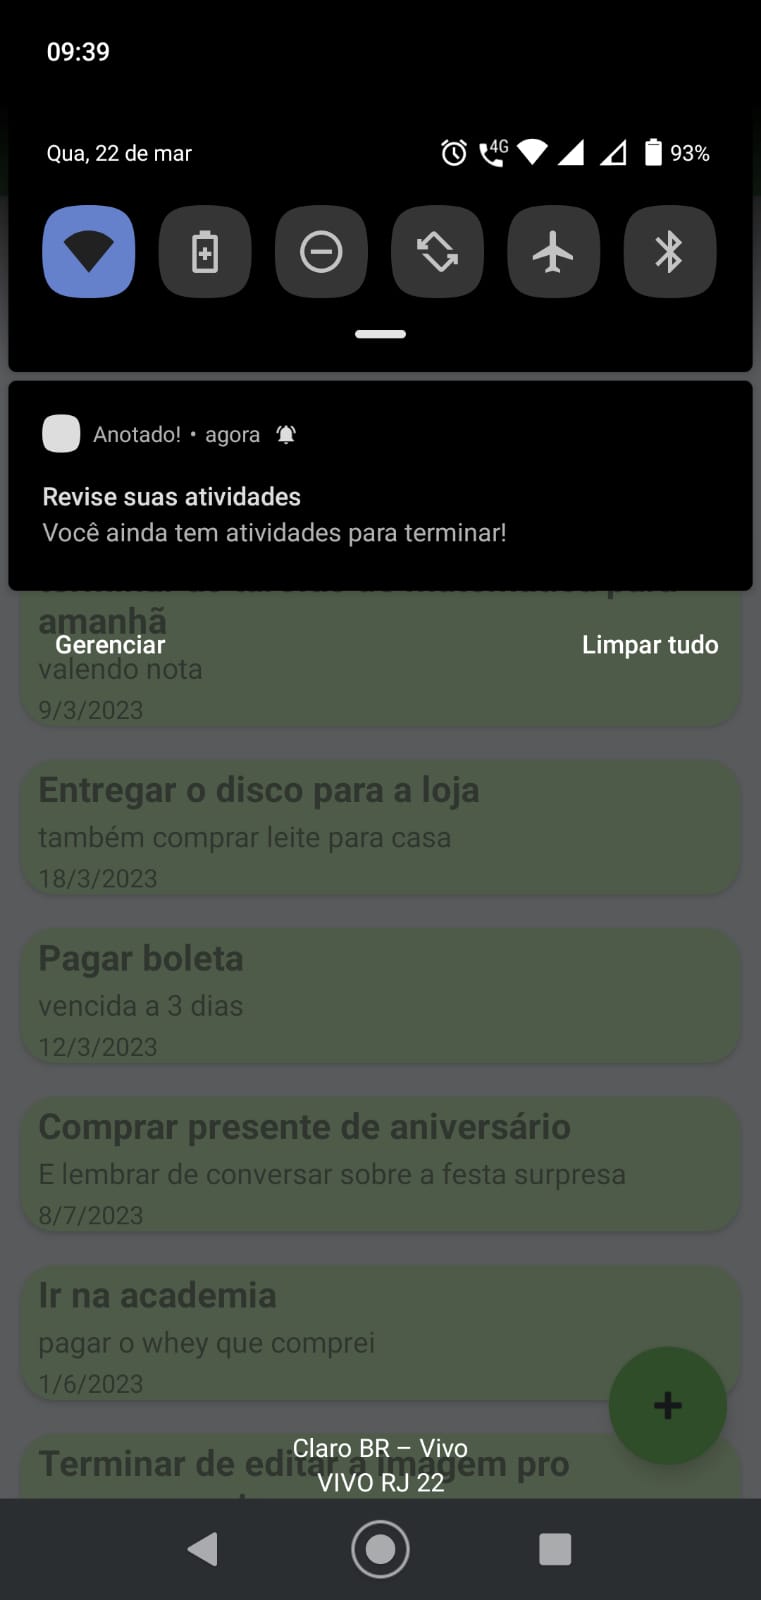 09:39
Qua, 22 de mar
4G
93%
Anotado! • agora
Revise suas atividades
Você ainda tem atividades para terminar!
amanhã
Gerenciar
Limpar tudo
valendo nota
9/3/2023
Entregar o disco para a loja
também comprar leite para casa
18/3/2023
Pagar boleta
vencida a 3 dias
12/3/2023
Comprar presente de aniversário
E lembrar de conversar sobre a festa surpresa
8/7/2023
Ir na academia
pagar o whey que comprei
1/6/2023
+
Claro BR – Vivo
Terminar de editar a imagem pro
VIVO RJ 22